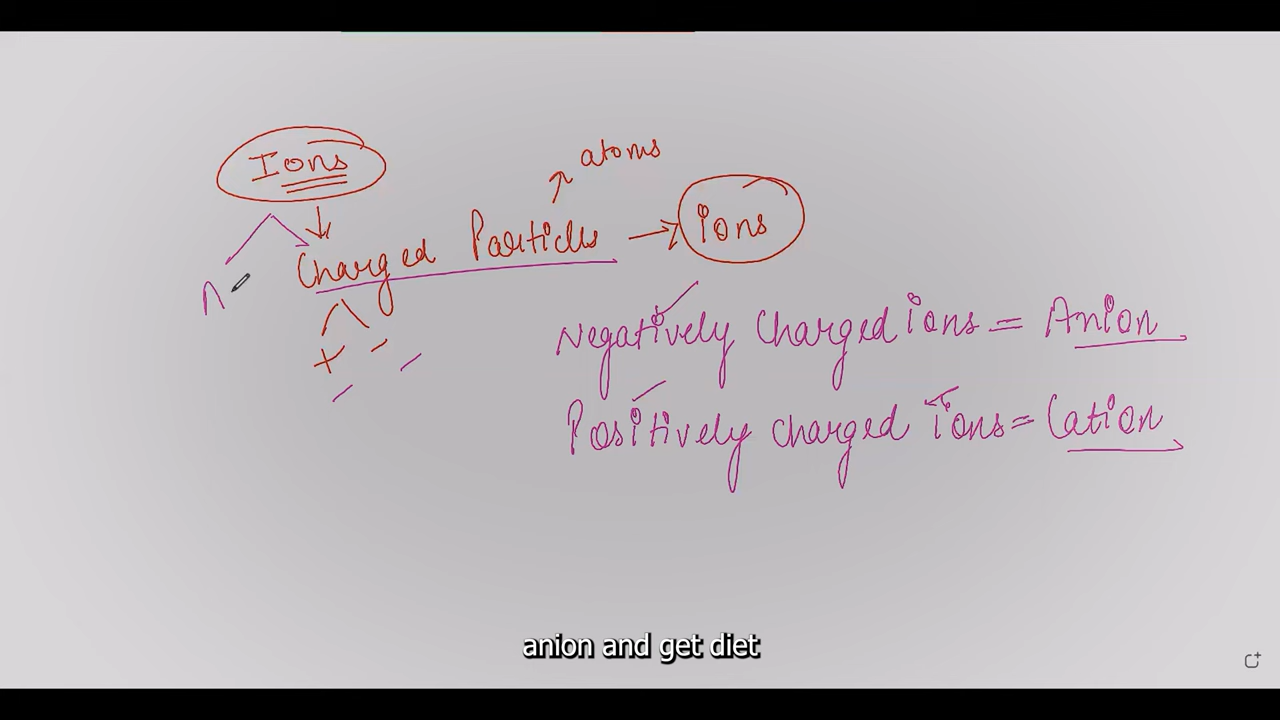 Ions
atoms
Charged Particles → ions
+ -
Negatively Charged ions = Anion
Positively charged ions = Cation
anion and get diet